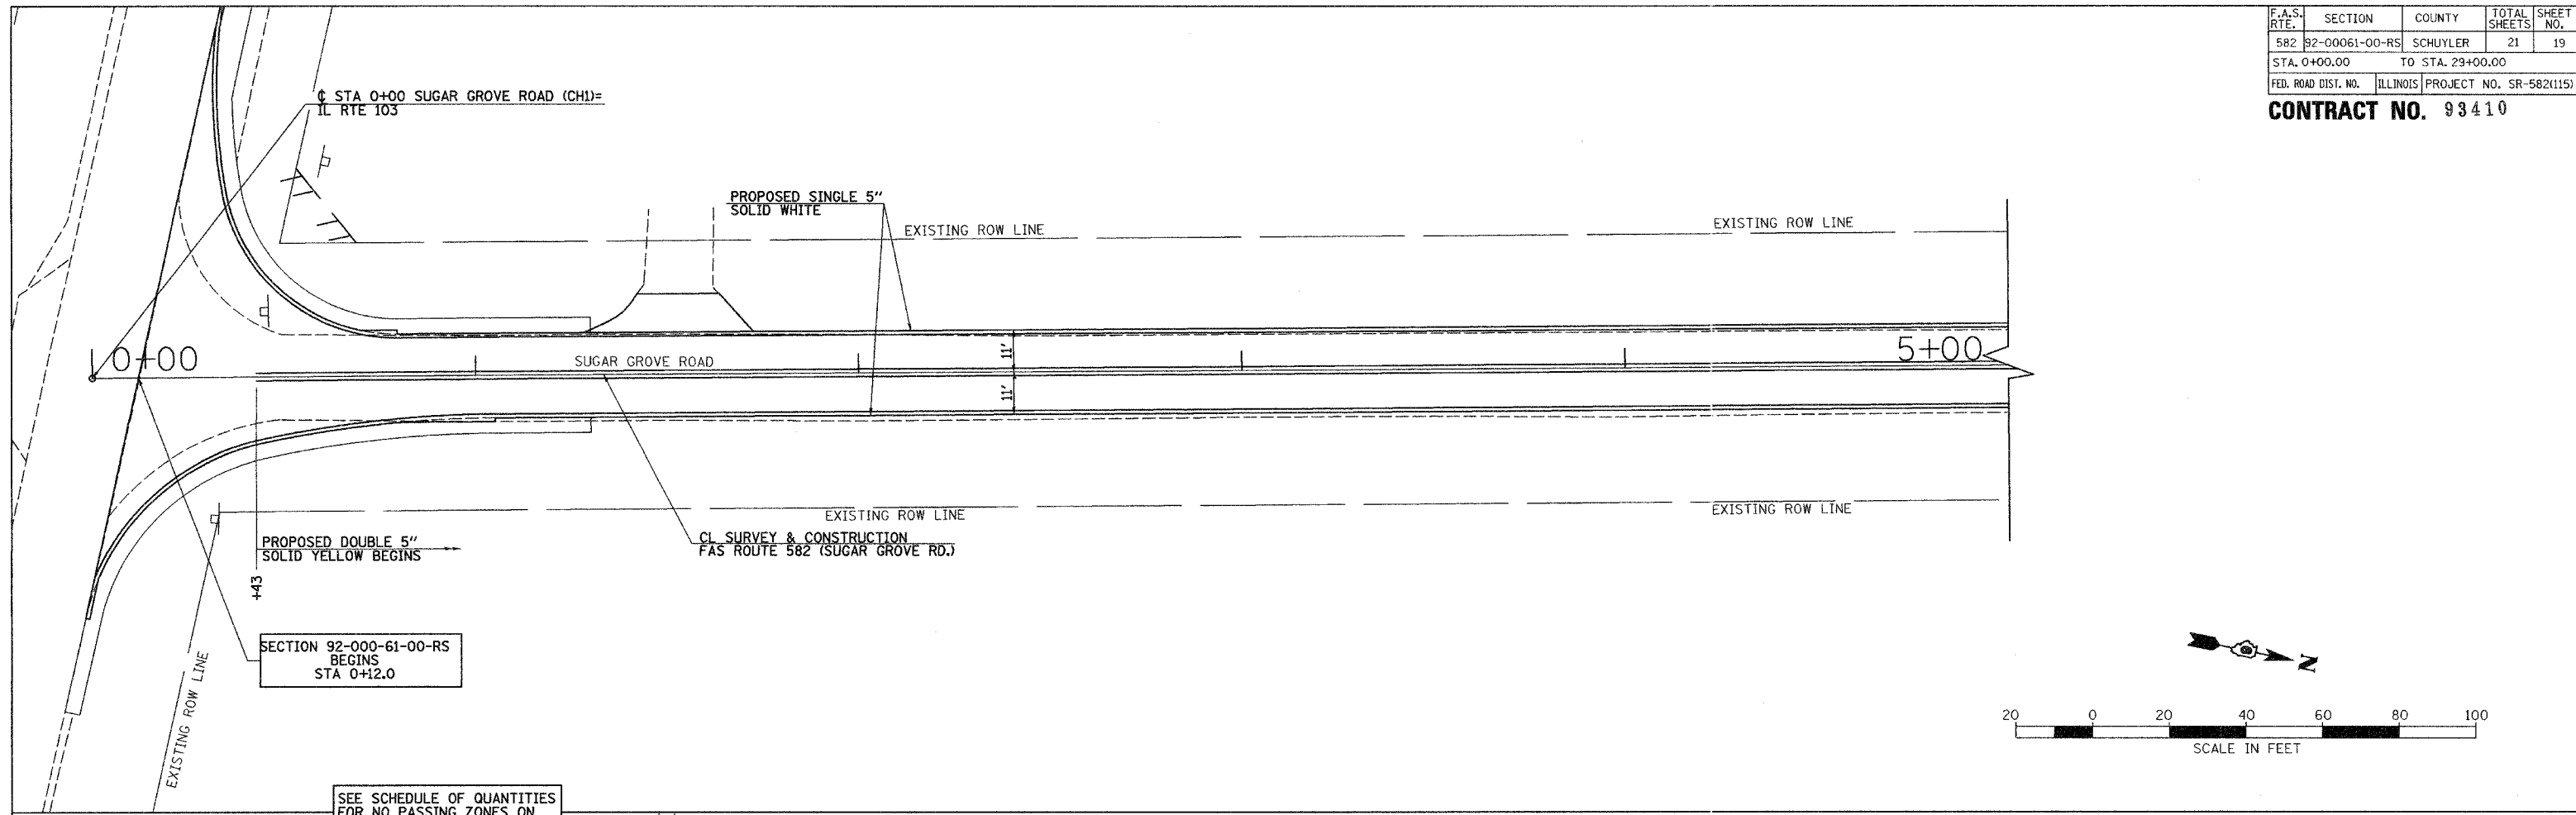 F.A.S. RTE. SECTION COUNTY TOTAL SHEETS SHEET NO.
582 92-00061-00-RS SCHUYLER 21 19
STA. 0+00.00 TO STA. 29+00.00
FED. ROAD DIST. NO. ILLINOIS PROJECT NO. SR-582(115)
CONTRACT NO. 93410
℄ STA 0+00 SUGAR GROVE ROAD (CH1)=
IL RTE 103
PROPOSED SINGLE 5"
SOLID WHITE
EXISTING ROW LINE
EXISTING ROW LINE
0+00
SUGAR GROVE ROAD
11'
11'
5+00
EXISTING ROW LINE
EXISTING ROW LINE
PROPOSED DOUBLE 5"
SOLID YELLOW BEGINS
+43
CL SURVEY & CONSTRUCTION
FAS ROUTE 582 (SUGAR GROVE RD.)
SECTION 92-000-61-00-RS
BEGINS
STA 0+12.0
EXISTING ROW LINE
N
20 0 20 40 60 80 100
SCALE IN FEET
SEE SCHEDULE OF QUANTITIES
FOR NO PASSING ZONES ON